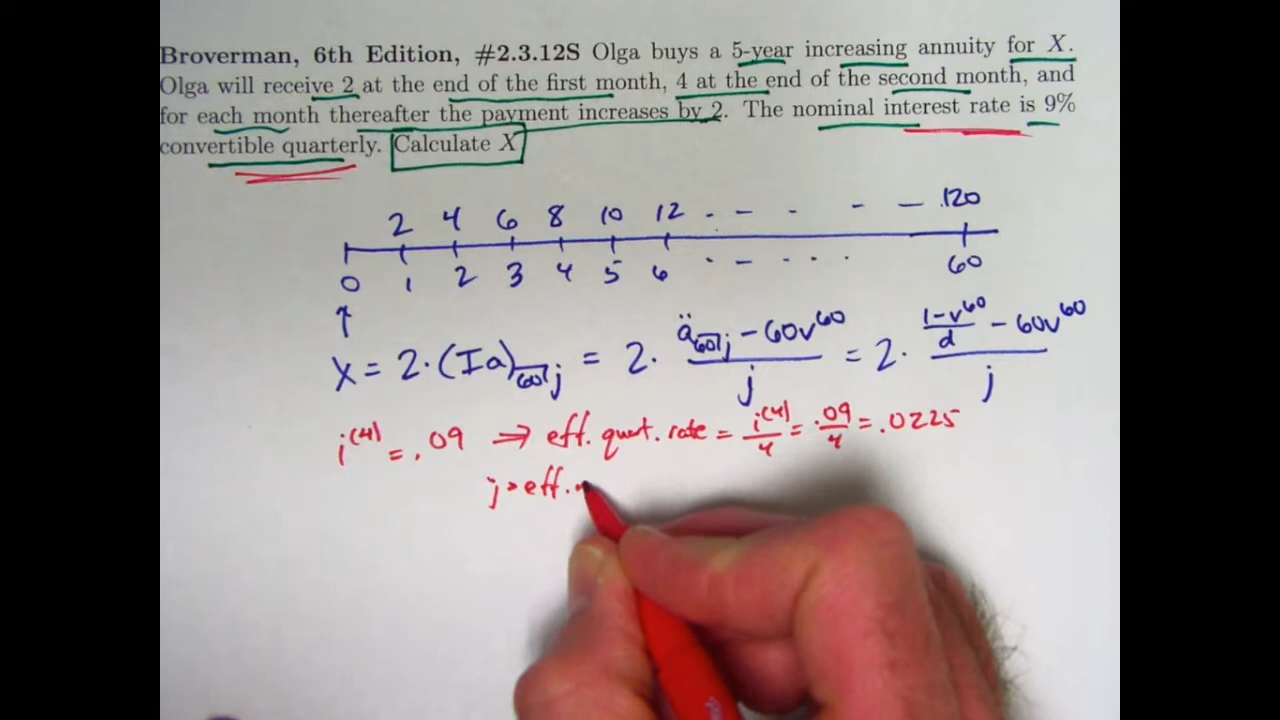 Broverman, 6th Edition, #2.3.12S Olga buys a 5-year increasing annuity for X.
Olga will receive 2 at the end of the first month, 4 at the end of the second month, and
for each month thereafter the payment increases by 2. The nominal interest rate is 9%
convertible quarterly. Calculate X
2 4 6 8 10 12 . - . - — .120
0 1 2 3 4 5 6 . - . . . . 60
X = 2·(Ia)60⌉j = 2· (ä60⌉j - 60v^60)/j = 2· ((1-v^60)/d - 60v^60)/j
i^(4) = .09 ⇒ eff. quart. rate = i^(4)/4 = .09/4 = .0225
j = eff.